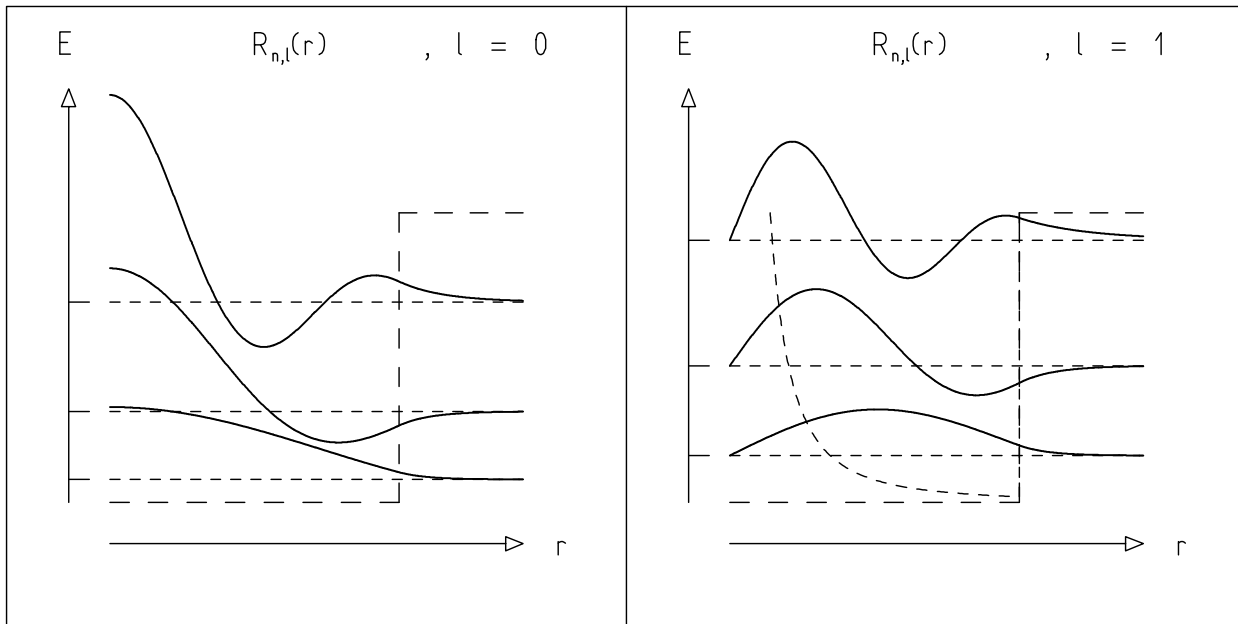 E R_{n,l}(r) , l = 0
r
E R_{n,l}(r) , l = 1
r